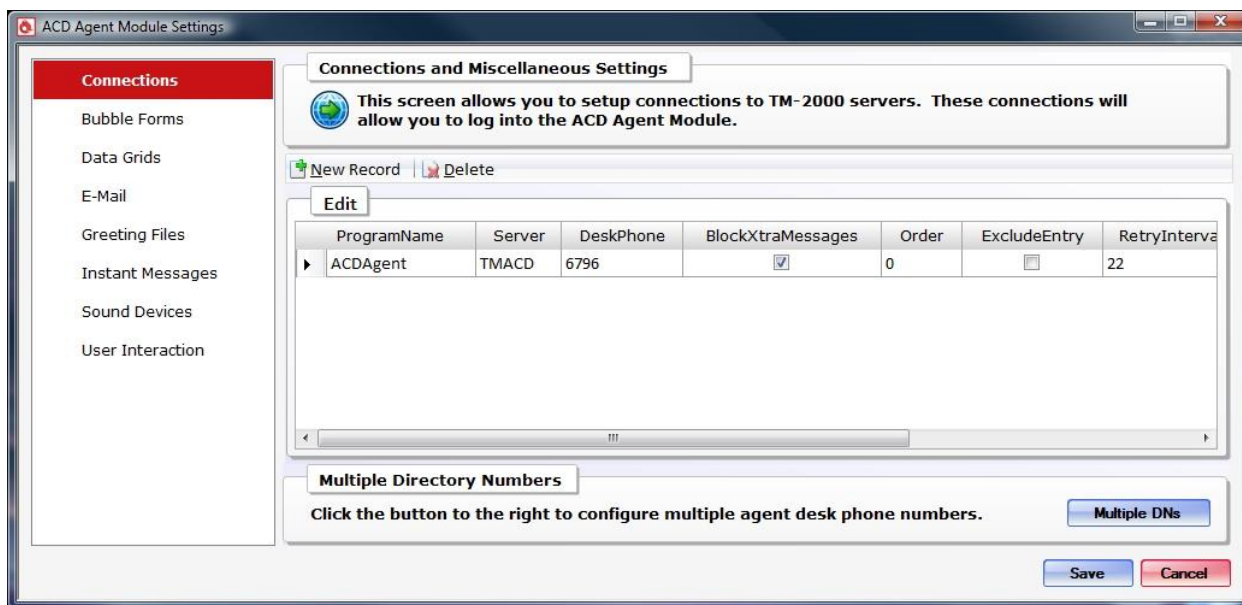 ACD Agent Module Settings
Connections
Bubble Forms
Data Grids
E-Mail
Greeting Files
Instant Messages
Sound Devices
User Interaction
Connections and Miscellaneous Settings
This screen allows you to setup connections to TM-2000 servers.  These connections will
allow you to log into the ACD Agent Module.
New Record Delete
Edit
ProgramName Server DeskPhone BlockXtraMessages Order ExcludeEntry RetryInterva
ACDAgent TMACD 6796 0 22
Multiple Directory Numbers
Click the button to the right to configure multiple agent desk phone numbers.
Multiple DNs
Save Cancel